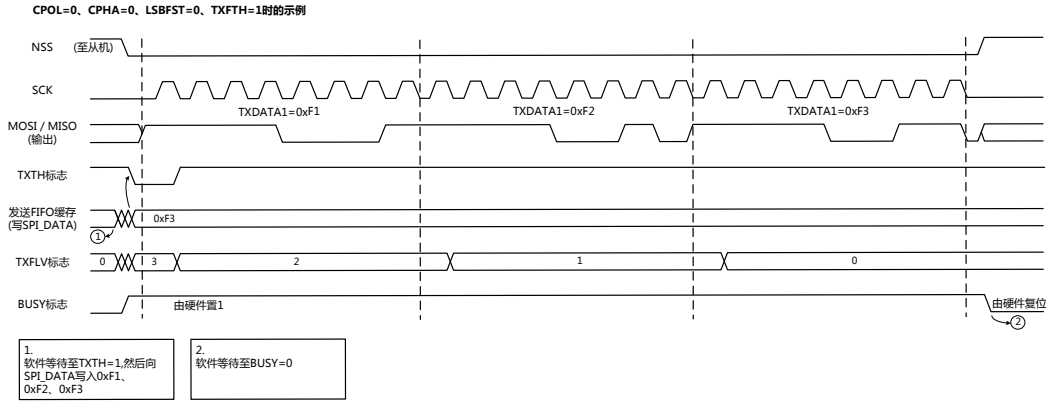 CPOL=0、CPHA=0、LSBFST=0、TXFTH=1时的示例
NSS (至从机)
SCK
TXDATA1=0xF1
TXDATA1=0xF2
TXDATA1=0xF3
MOSI / MISO
(输出)
TXTH标志
发送FIFO缓存
(写SPI_DATA)
0xF3
1
TXFLV标志
0
3
2
1
0
BUSY标志
由硬件置1
由硬件复位
2
1.
软件等待至TXTH=1,然后向
SPI_DATA写入0xF1、
0xF2、0xF3
2.
软件等待至BUSY=0